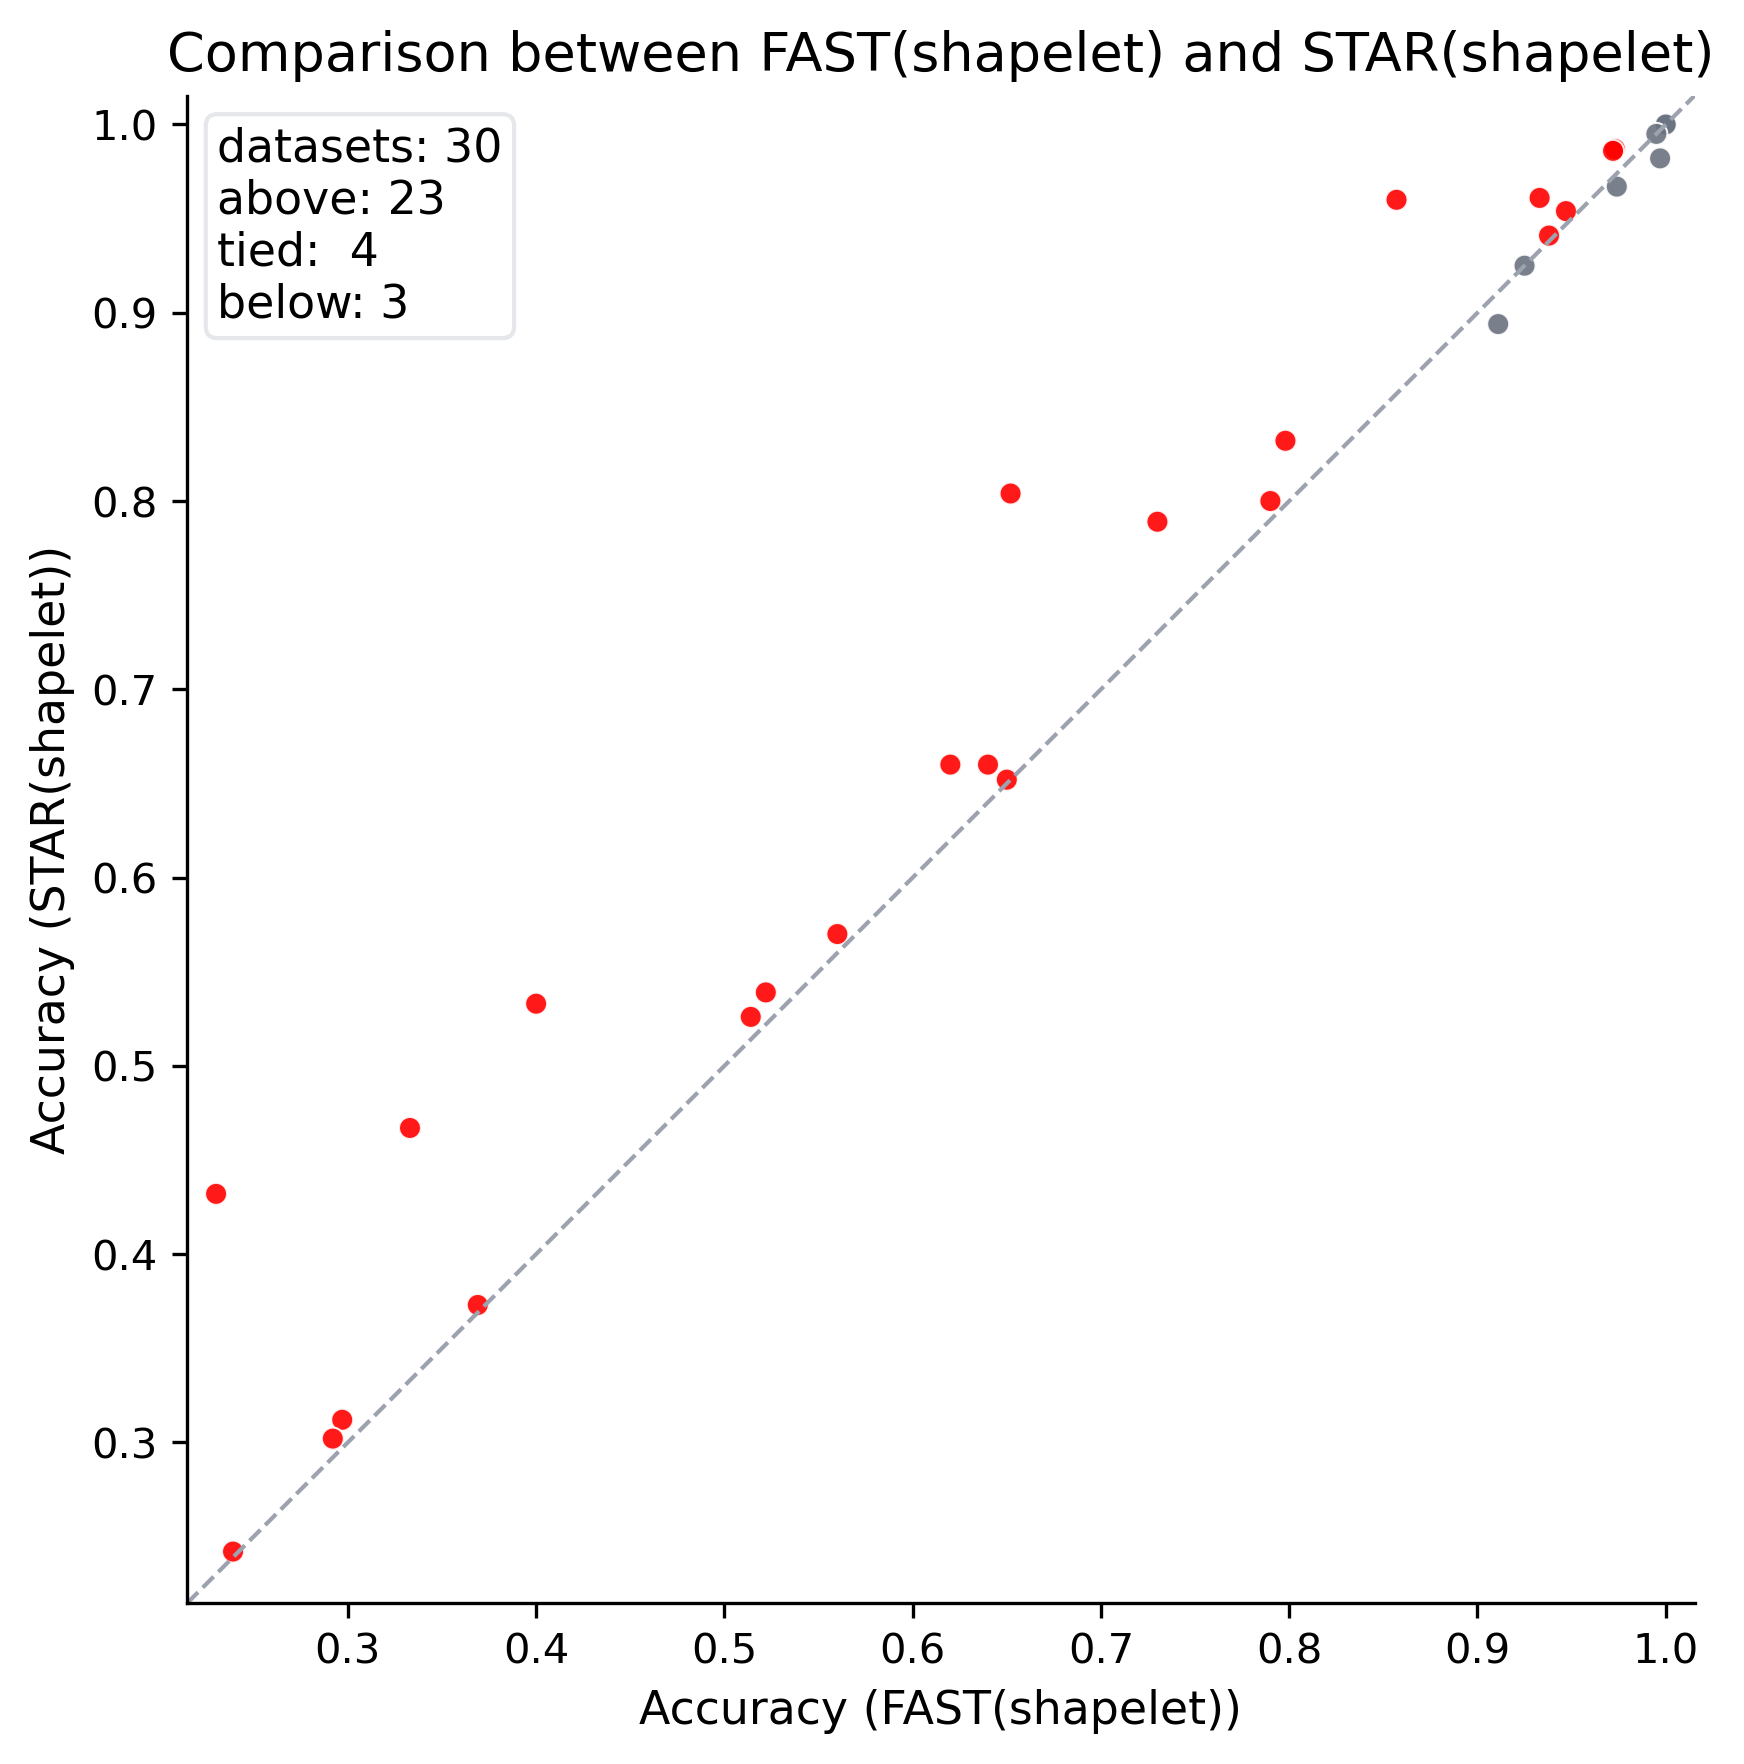 Comparison between FAST(shapelet) and STAR(shapelet)
datasets: 30
above: 23
tied:  4
below: 3
Accuracy (STAR(shapelet))
1.0
0.9
0.8
0.7
0.6
0.5
0.4
0.3
0.3 0.4 0.5 0.6 0.7 0.8 0.9 1.0
Accuracy (FAST(shapelet))